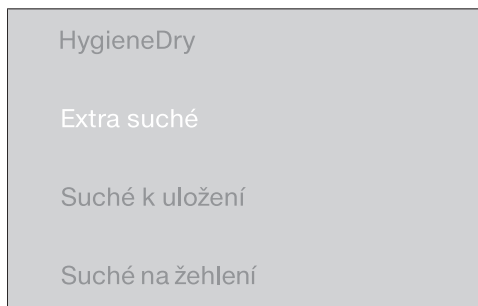 HygieneDry
Extra suché
Suché k uložení
Suché na žehlení